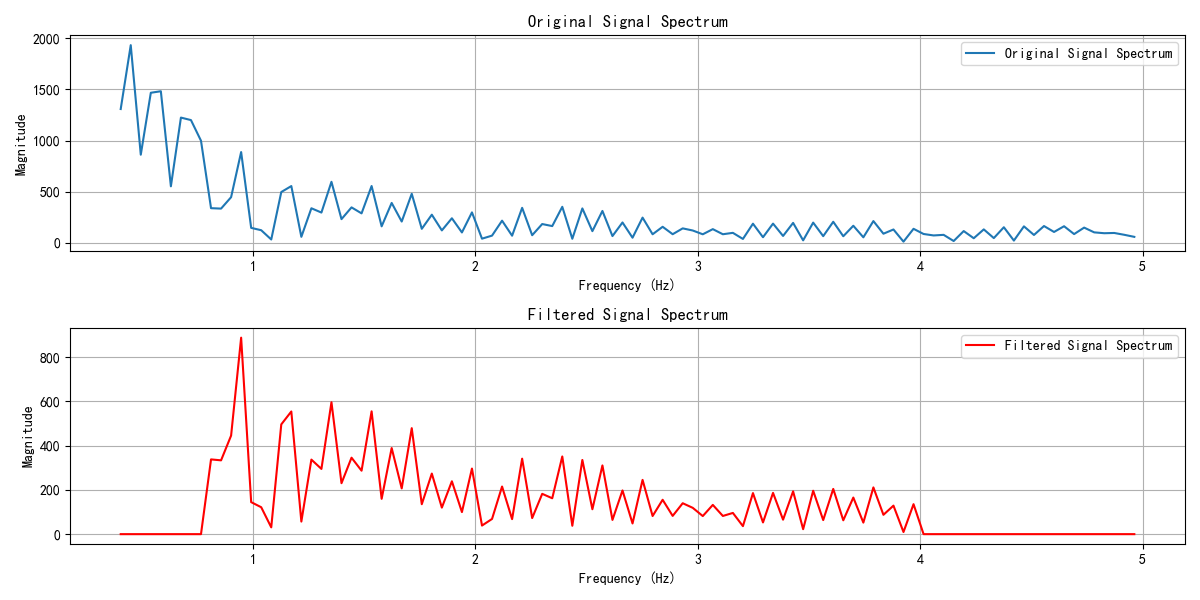 Original Signal Spectrum
2000
1500
1000
500
0
Magnitude
Original Signal Spectrum
1 2 3 4 5
Frequency (Hz)
Filtered Signal Spectrum
800
600
400
200
0
Magnitude
Filtered Signal Spectrum
1 2 3 4 5
Frequency (Hz)